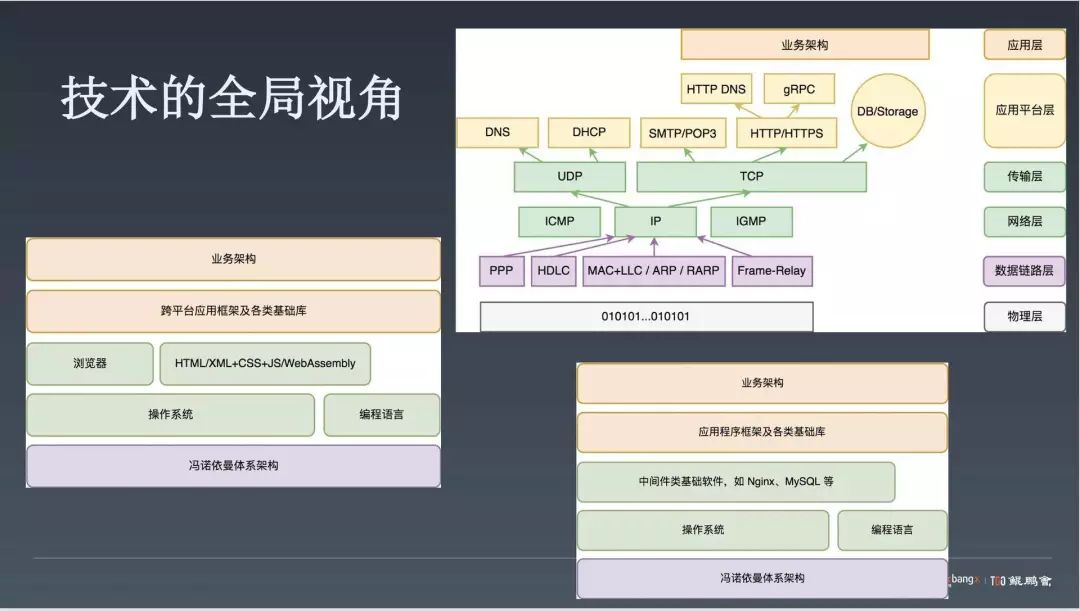 技术的全局视角
业务架构
应用层
HTTP DNS
gRPC
DB/Storage
应用平台层
DNS
DHCP
SMTP/POP3
HTTP/HTTPS
UDP
TCP
传输层
ICMP
IP
IGMP
网络层
PPP
HDLC
MAC+LLC / ARP / RARP
Frame-Relay
数据链路层
010101...010101
物理层
业务架构
跨平台应用框架及各类基础库
浏览器
HTML/XML+CSS+JS/WebAssembly
操作系统
编程语言
冯诺依曼体系架构
业务架构
应用程序框架及各类基础库
中间件类基础软件，如 Nginx、MySQL 等
操作系统
编程语言
冯诺依曼体系架构
TGO 鲲鹏會